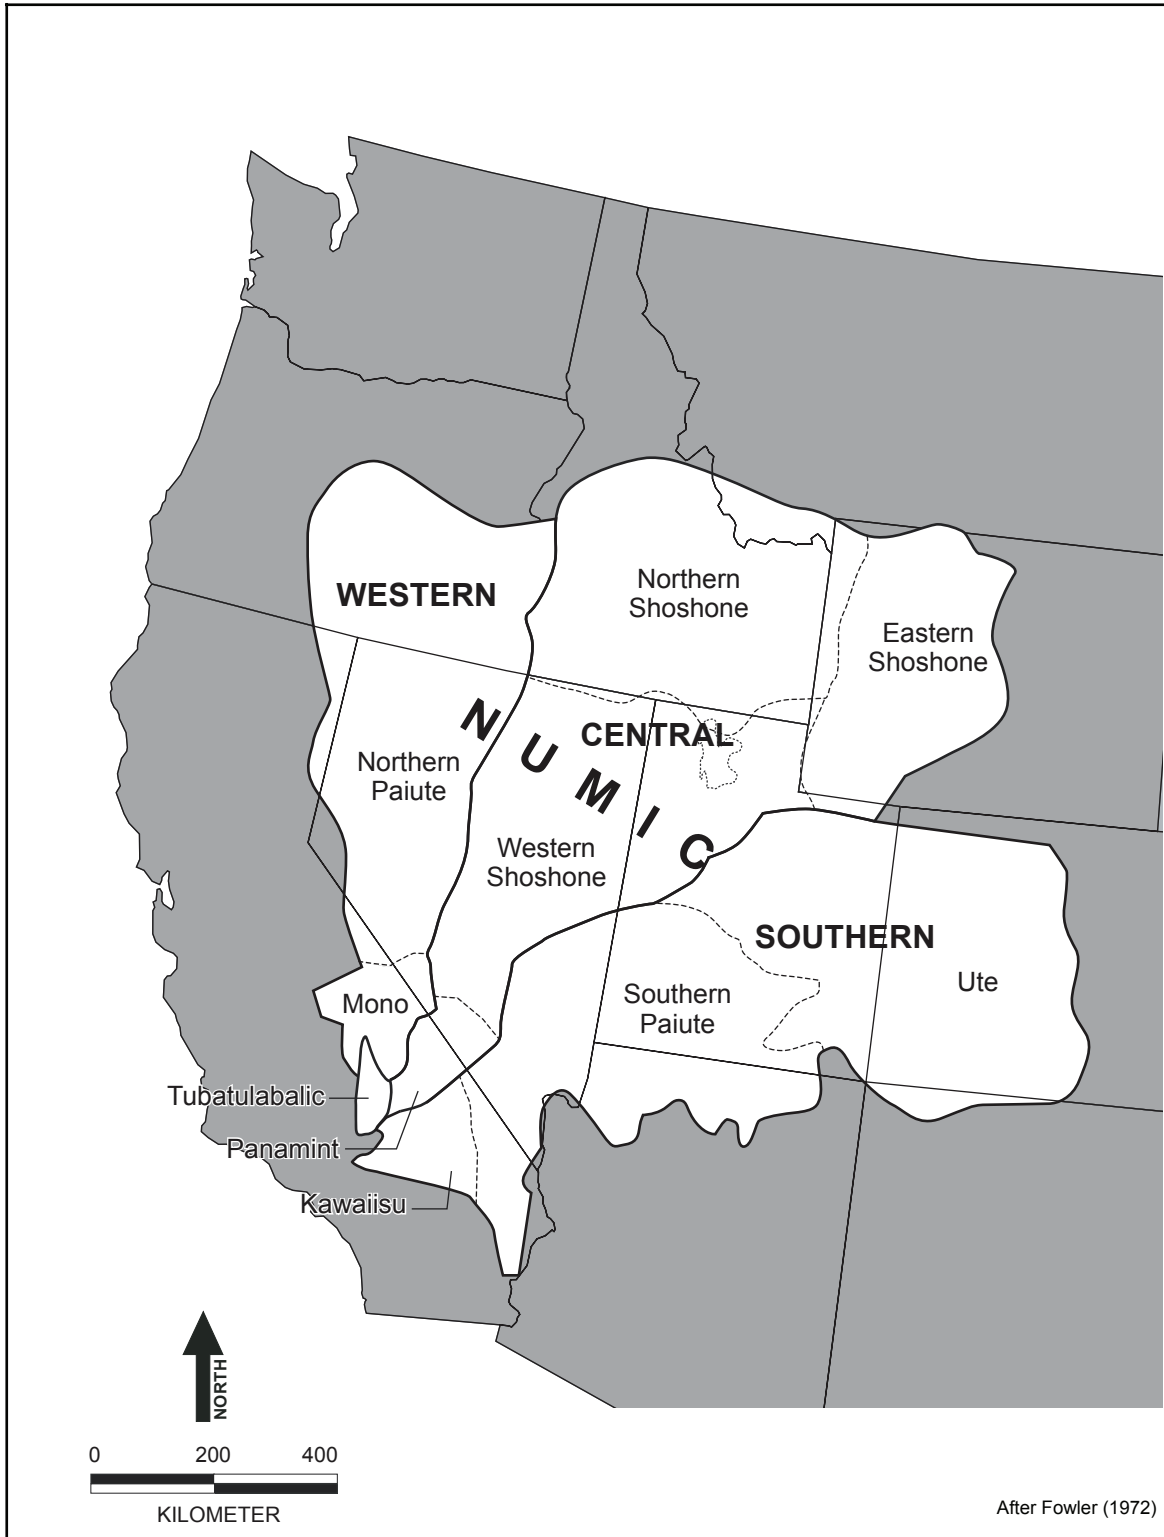 WESTERN
Northern
Shoshone
Eastern
Shoshone
NUMIC
CENTRAL
Northern
Paiute
Western
Shoshone
SOUTHERN
Ute
Southern
Paiute
Mono
Tubatulabalic
Panamint
Kawaiisu
NORTH
0 200 400
KILOMETER
After Fowler (1972)